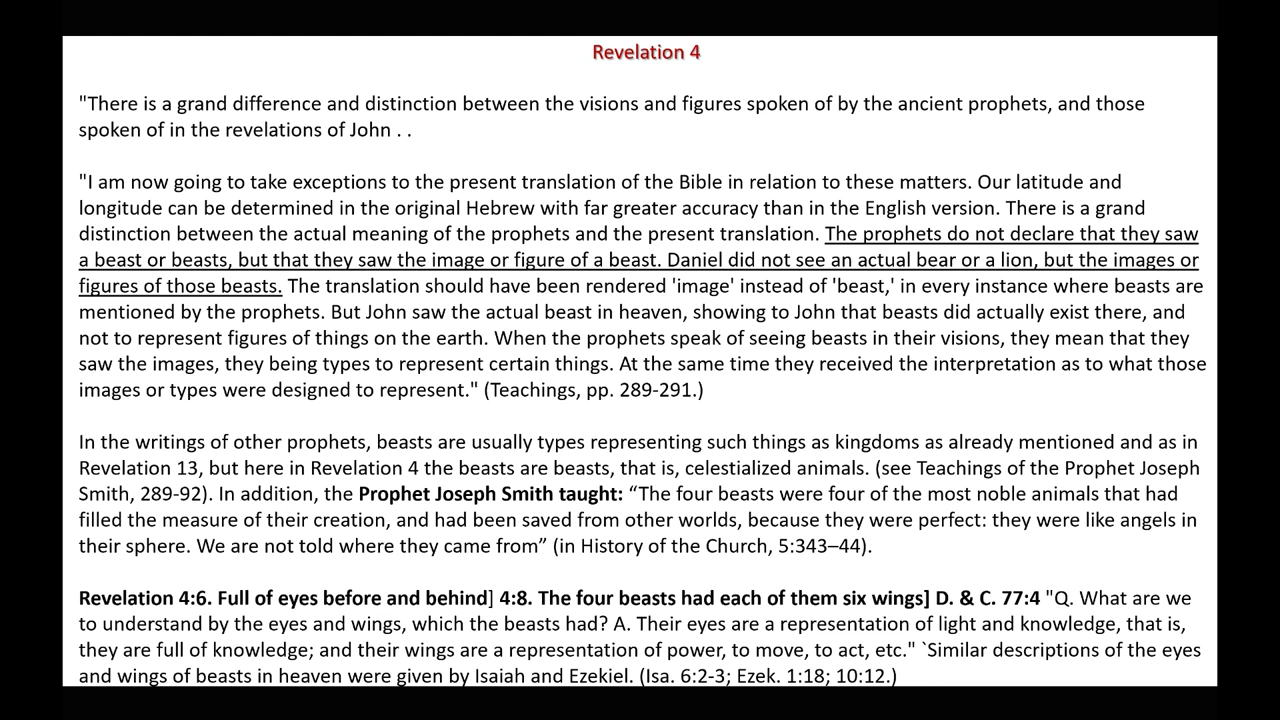 Revelation 4
"There is a grand difference and distinction between the visions and figures spoken of by the ancient prophets, and those
spoken of in the revelations of John . .
"I am now going to take exceptions to the present translation of the Bible in relation to these matters. Our latitude and
longitude can be determined in the original Hebrew with far greater accuracy than in the English version. There is a grand
distinction between the actual meaning of the prophets and the present translation. The prophets do not declare that they saw
a beast or beasts, but that they saw the image or figure of a beast. Daniel did not see an actual bear or a lion, but the images or
figures of those beasts. The translation should have been rendered 'image' instead of 'beast,' in every instance where beasts are
mentioned by the prophets. But John saw the actual beast in heaven, showing to John that beasts did actually exist there, and
not to represent figures of things on the earth. When the prophets speak of seeing beasts in their visions, they mean that they
saw the images, they being types to represent certain things. At the same time they received the interpretation as to what those
images or types were designed to represent." (Teachings, pp. 289-291.)
In the writings of other prophets, beasts are usually types representing such things as kingdoms as already mentioned and as in
Revelation 13, but here in Revelation 4 the beasts are beasts, that is, celestialized animals. (see Teachings of the Prophet Joseph
Smith, 289-92). In addition, the Prophet Joseph Smith taught: “The four beasts were four of the most noble animals that had
filled the measure of their creation, and had been saved from other worlds, because they were perfect: they were like angels in
their sphere. We are not told where they came from” (in History of the Church, 5:343–44).
Revelation 4:6. Full of eyes before and behind] 4:8. The four beasts had each of them six wings] D. & C. 77:4 "Q. What are we
to understand by the eyes and wings, which the beasts had? A. Their eyes are a representation of light and knowledge, that is,
they are full of knowledge; and their wings are a representation of power, to move, to act, etc." `Similar descriptions of the eyes
and wings of beasts in heaven were given by Isaiah and Ezekiel. (Isa. 6:2-3; Ezek. 1:18; 10:12.)